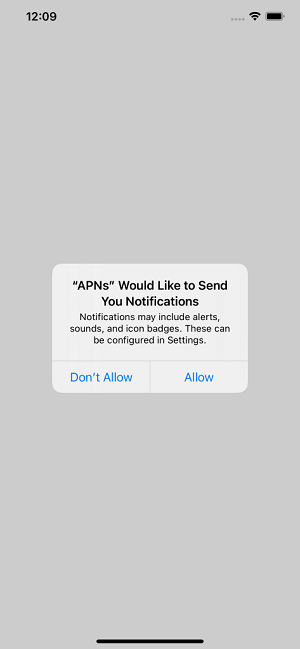 12:09
“APNs” Would Like to Send
You Notifications
Notifications may include alerts,
sounds, and icon badges. These can
be configured in Settings.
Don’t Allow
Allow